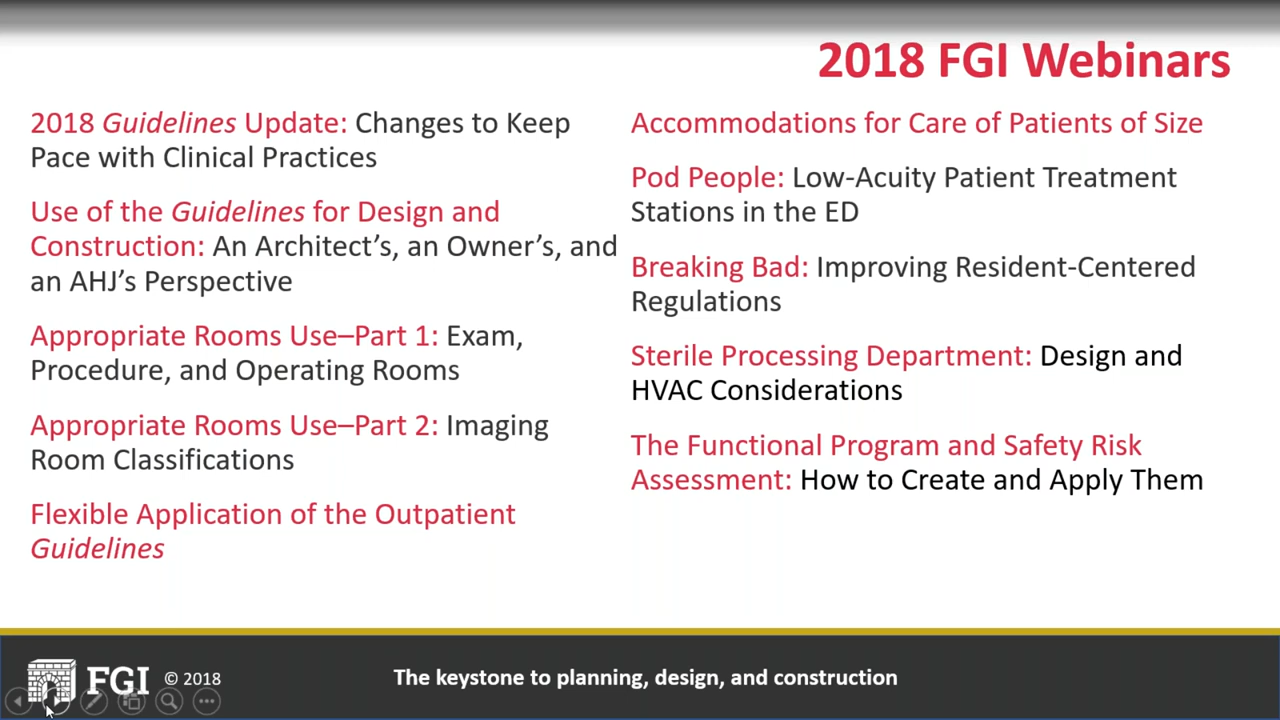 2018 FGI Webinars
2018 Guidelines Update: Changes to Keep
Pace with Clinical Practices
Use of the Guidelines for Design and
Construction: An Architect’s, an Owner’s, and
an AHJ’s Perspective
Appropriate Rooms Use–Part 1: Exam,
Procedure, and Operating Rooms
Appropriate Rooms Use–Part 2: Imaging
Room Classifications
Flexible Application of the Outpatient
Guidelines
Accommodations for Care of Patients of Size
Pod People: Low-Acuity Patient Treatment
Stations in the ED
Breaking Bad: Improving Resident-Centered
Regulations
Sterile Processing Department: Design and
HVAC Considerations
The Functional Program and Safety Risk
Assessment: How to Create and Apply Them
FGI © 2018
The keystone to planning, design, and construction